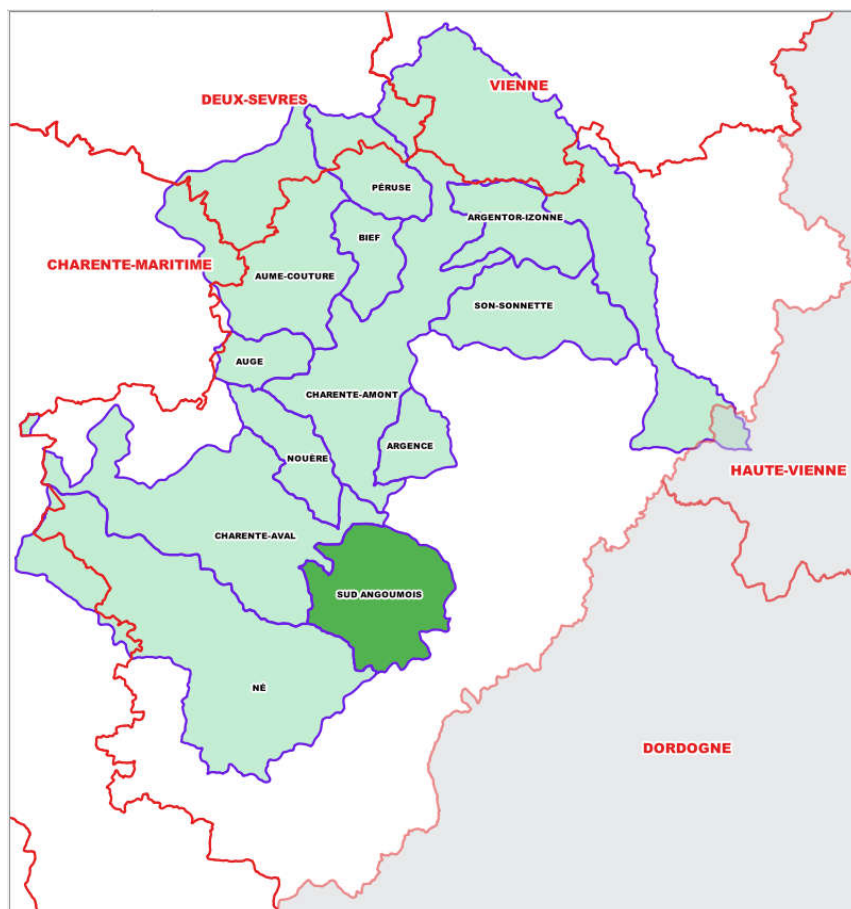 VIENNE
DEUX-SEVRES
PÉRUSE
ARGENTOR-IZONNE
BIEF
CHARENTE-MARITIME
AUME-COUTURE
SON-SONNETTE
AUGE
CHARENTE-AMONT
ARGENCE
NOUÈRE
HAUTE-VIENNE
CHARENTE-AVAL
SUD ANGOUMOIS
NÉ
DORDOGNE